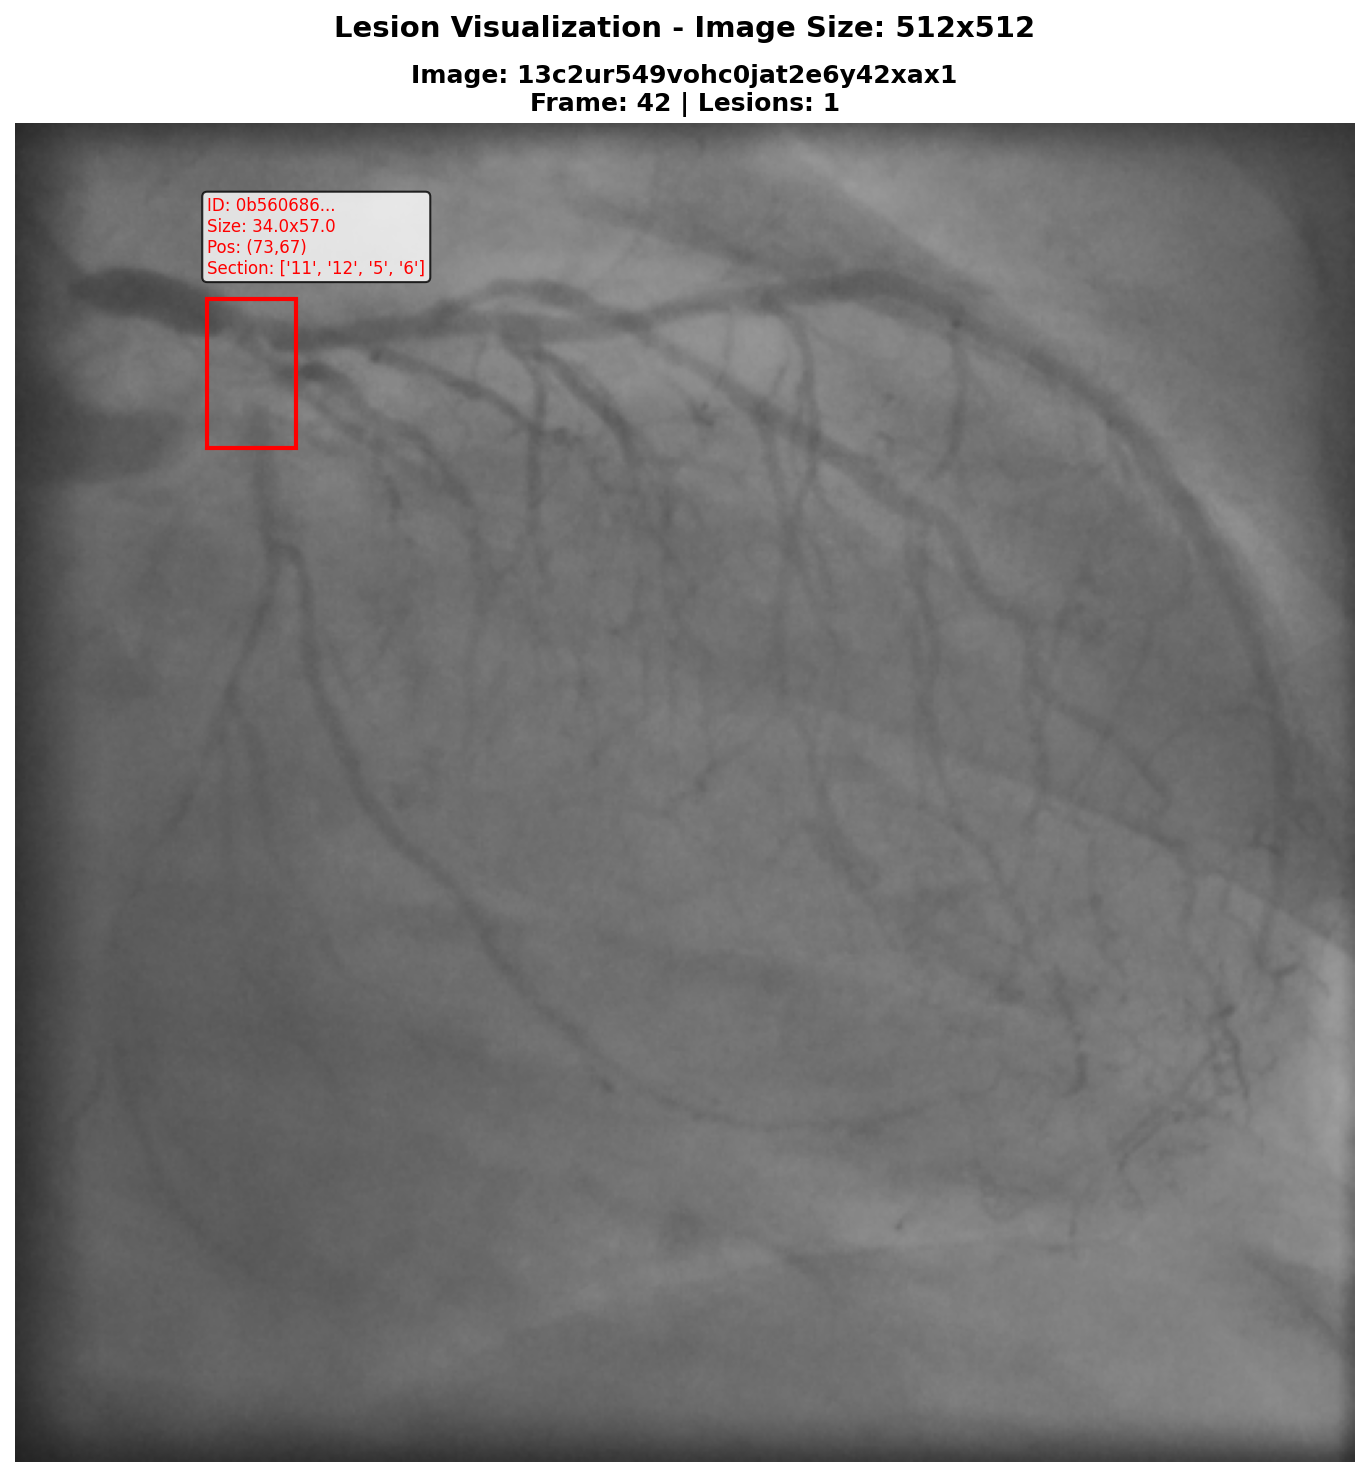 Lesion Visualization - Image Size: 512x512
Image: 13c2ur549vohc0jat2e6y42xax1
Frame: 42 | Lesions: 1
ID: 0b560686...
Size: 34.0x57.0
Pos: (73,67)
Section: ['11', '12', '5', '6']